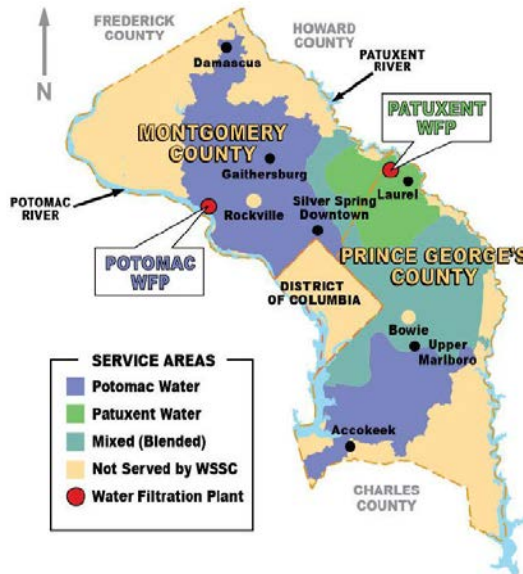 FREDERICK
COUNTY
HOWARD
COUNTY
N
Damascus
PATUXENT
RIVER
PATUXENT
WFP
MONTGOMERY
COUNTY
Gaithersburg
Laurel
POTOMAC
RIVER
Rockville
Silver Spring
Downtown
POTOMAC
WFP
PRINCE GEORGE'S
COUNTY
DISTRICT
OF COLUMBIA
Bowie
Upper
Marlboro
SERVICE AREAS
Potomac Water
Patuxent Water
Mixed (Blended)
Not Served by WSSC
Water Filtration Plant
Accokeek
CHARLES
COUNTY